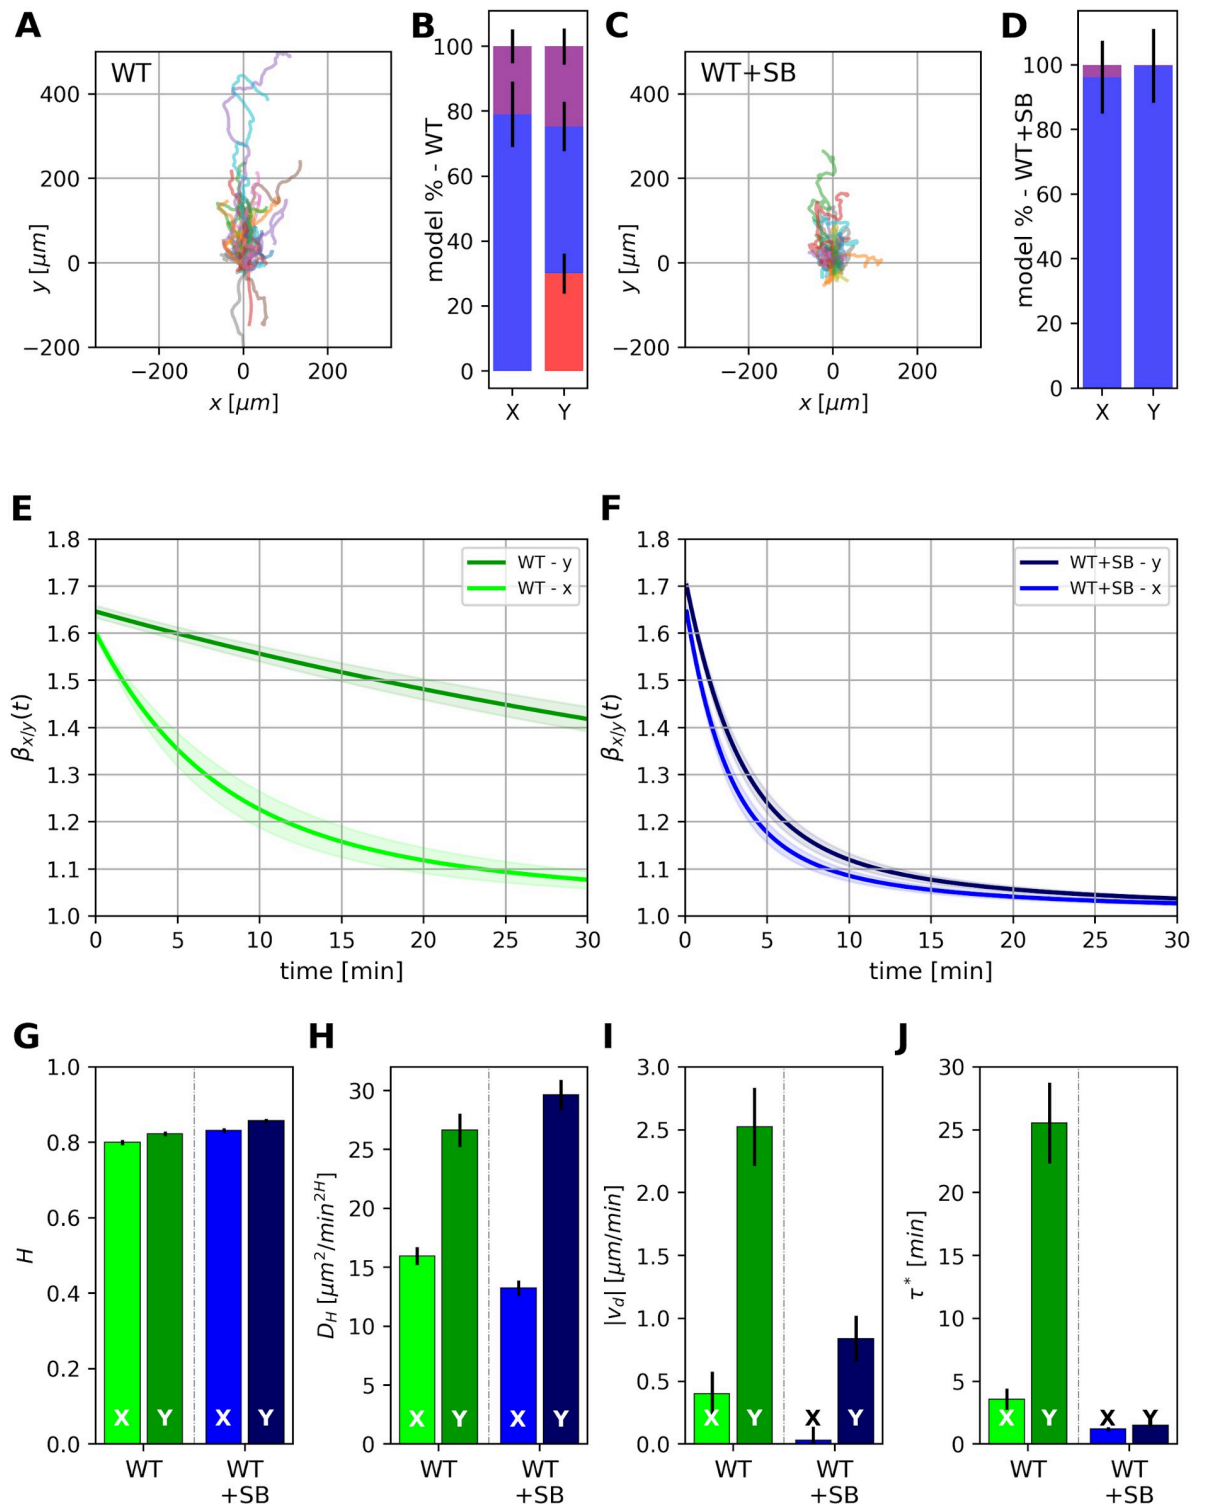 A
WT
400
200
0
−200
−200
0
200
y [μm]
x [μm]
B
100
80
60
40
20
0
model % - WT
X
Y
C
WT+SB
400
200
0
−200
−200
0
200
y [μm]
x [μm]
D
100
80
60
40
20
0
model % - WT+SB
X
Y
E
1.8
1.7
1.6
1.5
1.4
1.3
1.2
1.1
1.0
β_{x/y}(t)
WT - y
WT - x
0
5
10
15
20
25
30
time [min]
F
1.8
1.7
1.6
1.5
1.4
1.3
1.2
1.1
1.0
β_{x/y}(t)
WT+SB - y
WT+SB - x
0
5
10
15
20
25
30
time [min]
G
1.0
0.8
0.6
0.4
0.2
0.0
H
X
Y
X
Y
WT
WT
+SB
H
30
25
20
15
10
5
0
D_H [μm²/min^{2H}]
X
Y
X
Y
WT
WT
+SB
I
3.0
2.5
2.0
1.5
1.0
0.5
0.0
|v_d| [μm/min]
X
Y
X
Y
WT
WT
+SB
J
30
25
20
15
10
5
0
τ* [min]
X
Y
X
Y
WT
WT
+SB